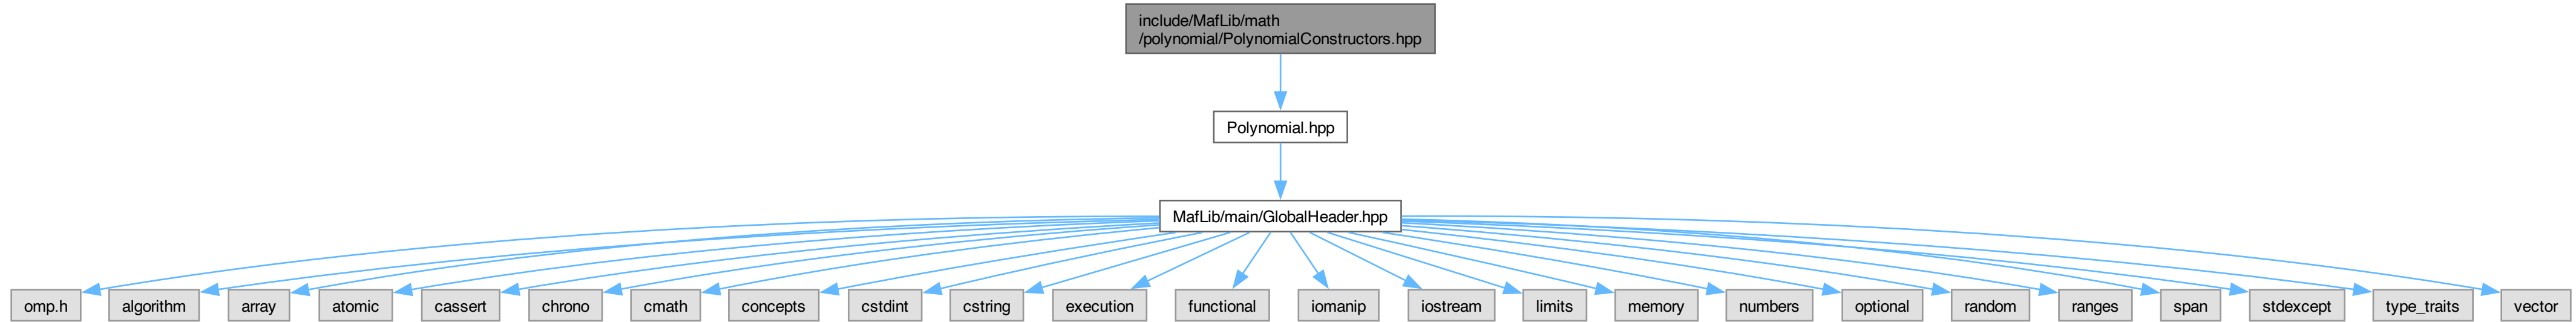 include/MafLib/math
/polynomial/PolynomialConstructors.hpp
Polynomial.hpp
MafLib/main/GlobalHeader.hpp
omp.h
algorithm
array
atomic
cassert
chrono
cmath
concepts
cstdint
cstring
execution
functional
iomanip
iostream
limits
memory
numbers
optional
random
ranges
span
stdexcept
type_traits
vector